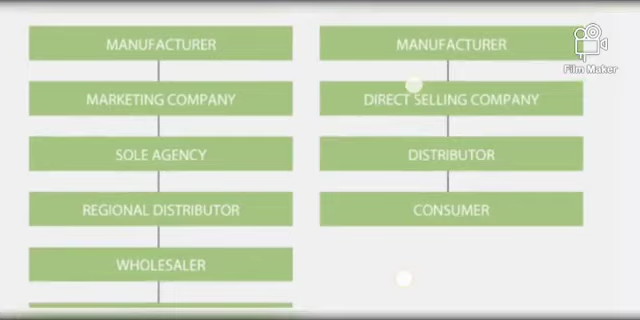 MANUFACTURER
MARKETING COMPANY
SOLE AGENCY
REGIONAL DISTRIBUTOR
WHOLESALER
MANUFACTURER
DIRECT SELLING COMPANY
DISTRIBUTOR
CONSUMER
Film Maker